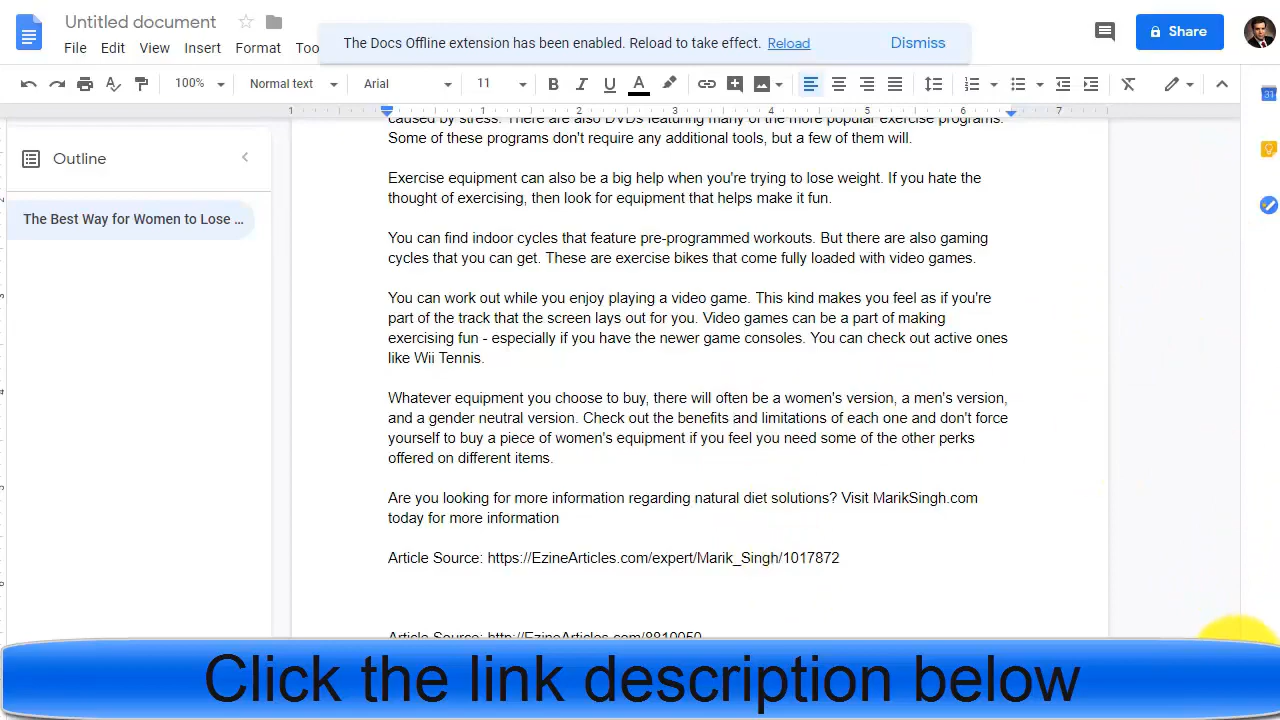 Untitled document
The Docs Offline extension has been enabled. Reload to take effect. Reload Dismiss
Share
File Edit View Insert Format Too
100% Normal text Arial 11
1 1 2 3 4 5 6 7
caused by stress. There are also DVDs featuring many of the more popular exercise programs.
Some of these programs don't require any additional tools, but a few of them will.
Outline
The Best Way for Women to Lose ...
Exercise equipment can also be a big help when you're trying to lose weight. If you hate the
thought of exercising, then look for equipment that helps make it fun.
You can find indoor cycles that feature pre-programmed workouts. But there are also gaming
cycles that you can get. These are exercise bikes that come fully loaded with video games.
You can work out while you enjoy playing a video game. This kind makes you feel as if you're
part of the track that the screen lays out for you. Video games can be a part of making
exercising fun - especially if you have the newer game consoles. You can check out active ones
like Wii Tennis.
Whatever equipment you choose to buy, there will often be a women's version, a men's version,
and a gender neutral version. Check out the benefits and limitations of each one and don't force
yourself to buy a piece of women's equipment if you feel you need some of the other perks
offered on different items.
Are you looking for more information regarding natural diet solutions? Visit MarikSingh.com
today for more information
Article Source: https://EzineArticles.com/expert/Marik_Singh/1017872
Article Source: http://EzineArticles.com/8810050
Click the link description below